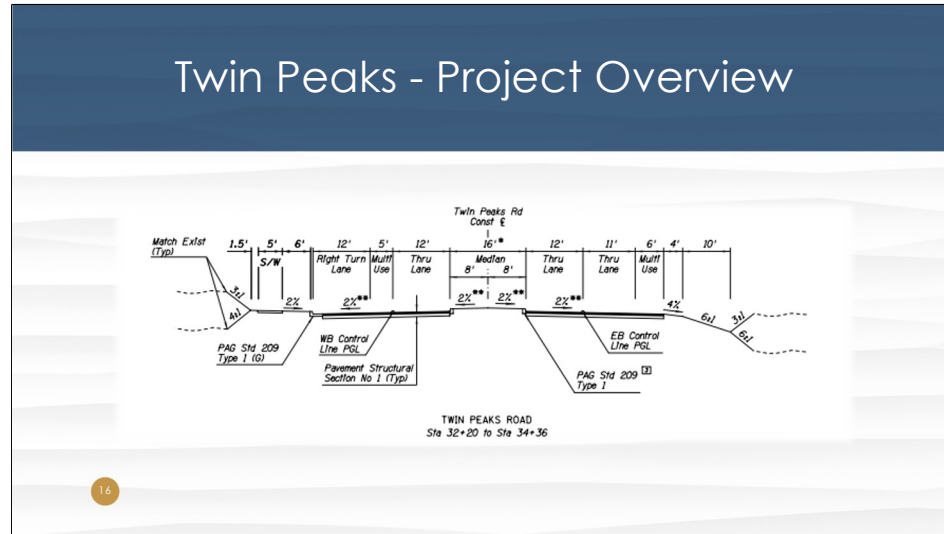 Twin Peaks - Project Overview
Twin Peaks Rd
Const ℄
Match Exist
(Typ)
1.5' 5' 6' 12' 5' 12' 16'* 12' 11' 6' 4' 10'
S/W
Right Turn
Lane
Multi
Use
Thru
Lane
Median
8' 8'
Thru
Lane
Thru
Lane
Multi
Use
3:1
4:1
2%
2%**
2%**
2%**
2%**
4%
6:1
3:1
6:1
PAG Std 209
Type 1 (G)
WB Control
Line PGL
Pavement Structural
Section No 1 (Typ)
EB Control
Line PGL
PAG Std 209 2
Type 1
TWIN PEAKS ROAD
Sta 32+20 to Sta 34+36
16